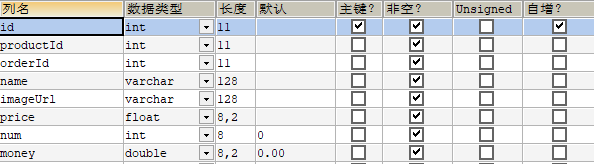 列名 数据类型 长度 默认 主键? 非空? Unsigned 自增?
id int 11
productId int 11
orderId int 11
name varchar 128
imageUrl varchar 128
price float 8,2
num int 8 0
money double 8,2 0.00